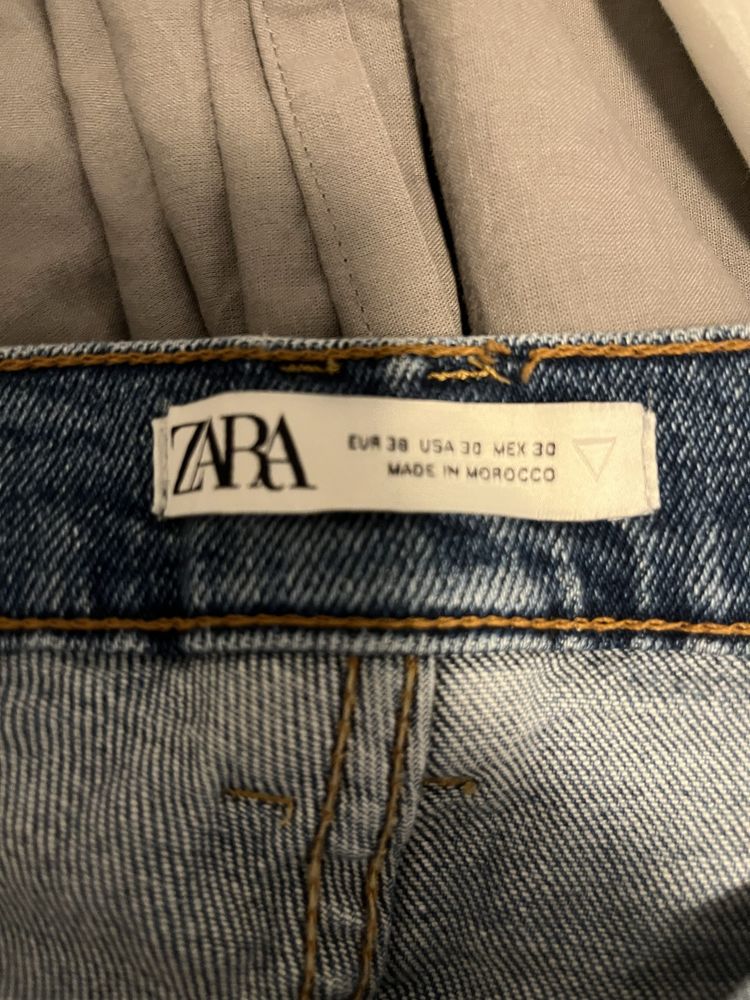 ZARA
EUR 38 USA 30 MEX 30
MADE IN MOROCCO